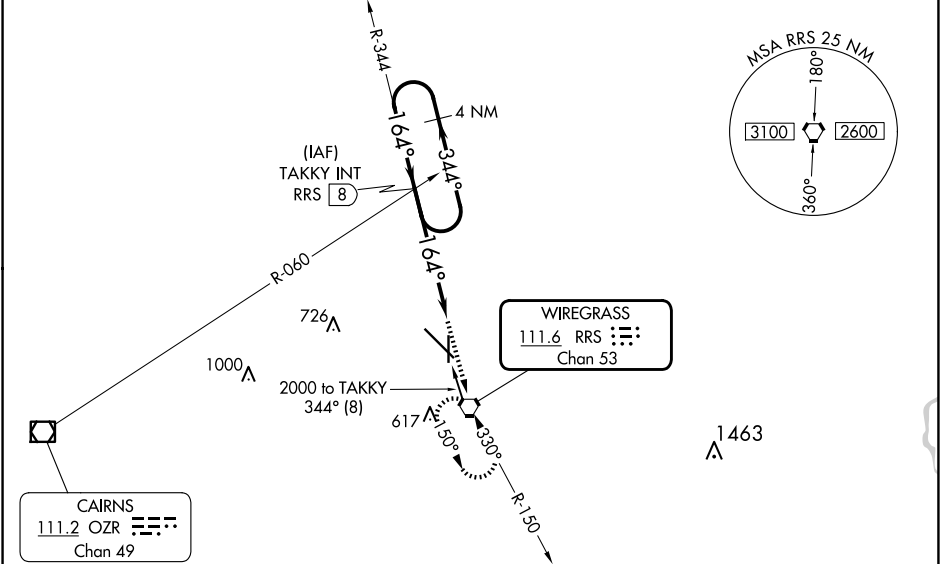 R-344
MSA RRS 25 NM
180°
3100
2600
360°
4 NM
164°
344°
(IAF)
TAKKY INT
RRS 8
164°
R-060
726
1000
WIREGRASS
111.6 RRS
Chan 53
2000 to TAKKY
344° (8)
617
150°
330°
1463
R-150
CAIRNS
111.2 OZR
Chan 49